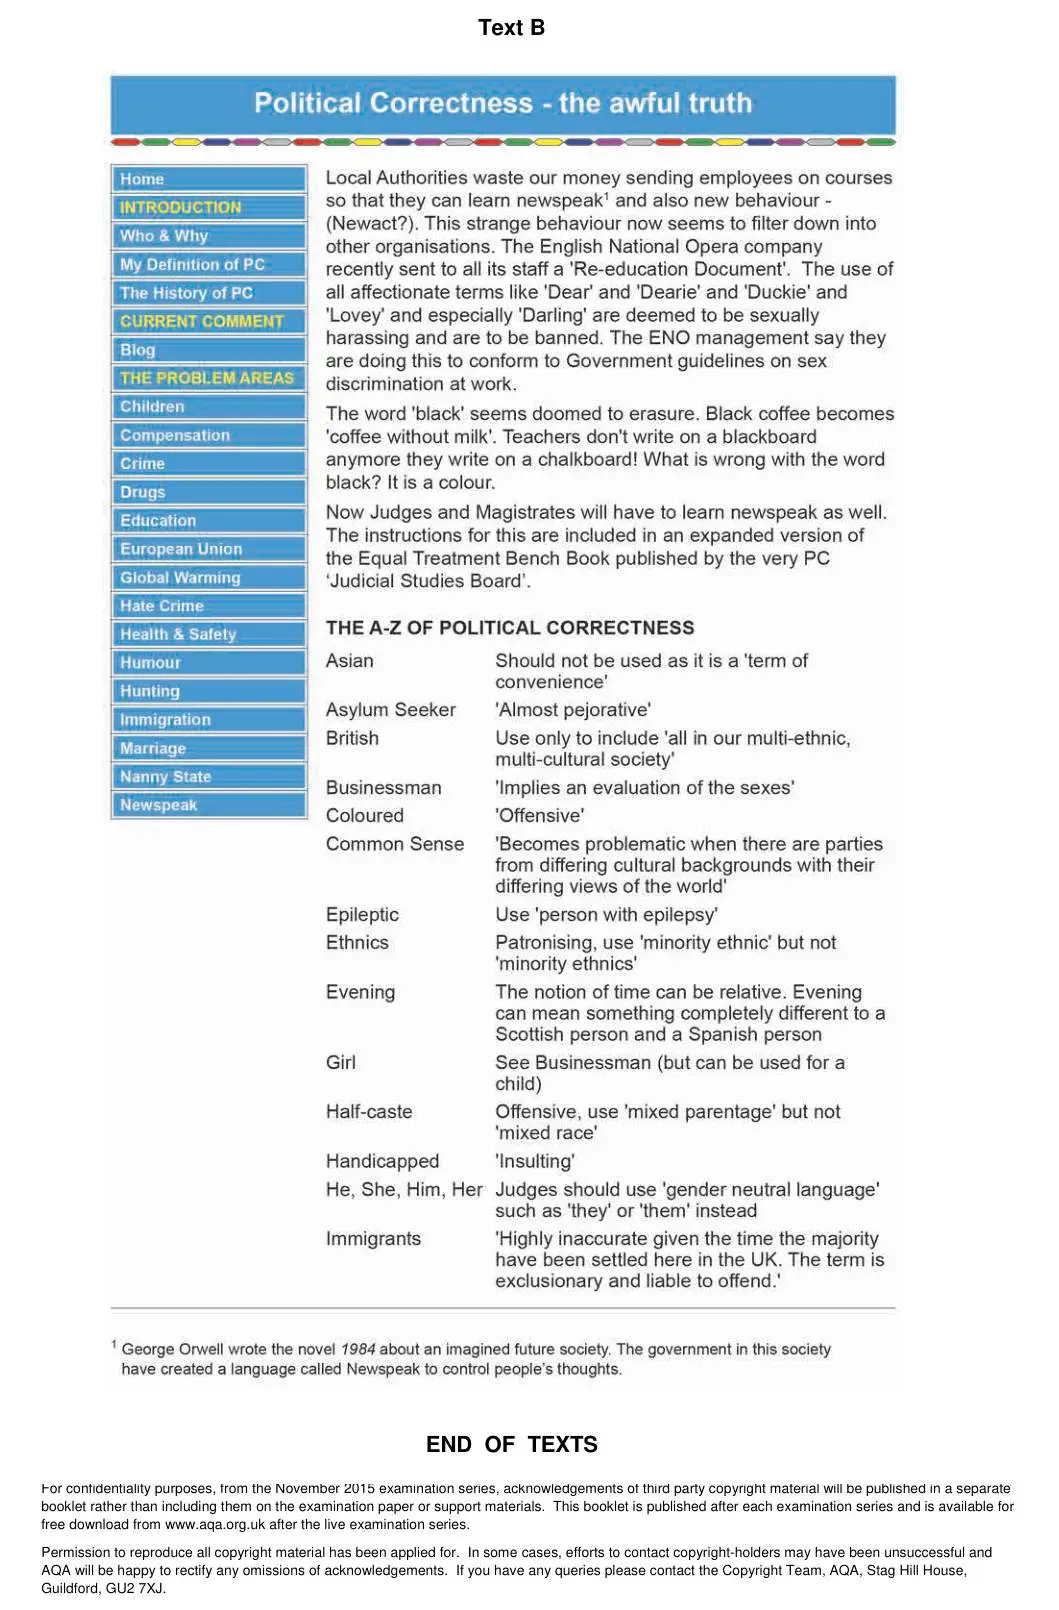 Text B
Political Correctness - the awful truth
Home
INTRODUCTION
Who & Why
My Definition of PC
The History of PC
CURRENT COMMENT
Blog
THE PROBLEM AREAS
Children
Compensation
Crime
Drugs
Education
European Union
Global Warming
Hate Crime
Health & Safety
Humour
Hunting
Immigration
Marriage
Nanny State
Newspeak
Local Authorities waste our money sending employees on courses
so that they can learn newspeak¹ and also new behaviour -
(Newact?). This strange behaviour now seems to filter down into
other organisations. The English National Opera company
recently sent to all its staff a 'Re-education Document'. The use of
all affectionate terms like 'Dear' and 'Dearie' and 'Duckie' and
'Lovey' and especially 'Darling' are deemed to be sexually
harassing and are to be banned. The ENO management say they
are doing this to conform to Government guidelines on sex
discrimination at work.
The word 'black' seems doomed to erasure. Black coffee becomes
'coffee without milk'. Teachers don't write on a blackboard
anymore they write on a chalkboard! What is wrong with the word
black? It is a colour.
Now Judges and Magistrates will have to learn newspeak as well.
The instructions for this are included in an expanded version of
the Equal Treatment Bench Book published by the very PC
‘Judicial Studies Board’.
THE A-Z OF POLITICAL CORRECTNESS
Asian Should not be used as it is a 'term of
convenience'
Asylum Seeker 'Almost pejorative'
British Use only to include 'all in our multi-ethnic,
multi-cultural society'
Businessman 'Implies an evaluation of the sexes'
Coloured 'Offensive'
Common Sense 'Becomes problematic when there are parties
from differing cultural backgrounds with their
differing views of the world'
Epileptic Use 'person with epilepsy'
Ethnics Patronising, use 'minority ethnic' but not
'minority ethnics'
Evening The notion of time can be relative. Evening
can mean something completely different to a
Scottish person and a Spanish person
Girl See Businessman (but can be used for a
child)
Half-caste Offensive, use 'mixed parentage' but not
'mixed race'
Handicapped 'Insulting'
He, She, Him, Her Judges should use 'gender neutral language'
such as 'they' or 'them' instead
Immigrants 'Highly inaccurate given the time the majority
have been settled here in the UK. The term is
exclusionary and liable to offend.'
¹ George Orwell wrote the novel 1984 about an imagined future society. The government in this society
have created a language called Newspeak to control people's thoughts.
END OF TEXTS
For confidentiality purposes, from the November 2015 examination series, acknowledgements of third party copyright material will be published in a separate
booklet rather than including them on the examination paper or support materials. This booklet is published after each examination series and is available for
free download from www.aqa.org.uk after the live examination series.
Permission to reproduce all copyright material has been applied for. In some cases, efforts to contact copyright-holders may have been unsuccessful and
AQA will be happy to rectify any omissions of acknowledgements. If you have any queries please contact the Copyright Team, AQA, Stag Hill House,
Guildford, GU2 7XJ.